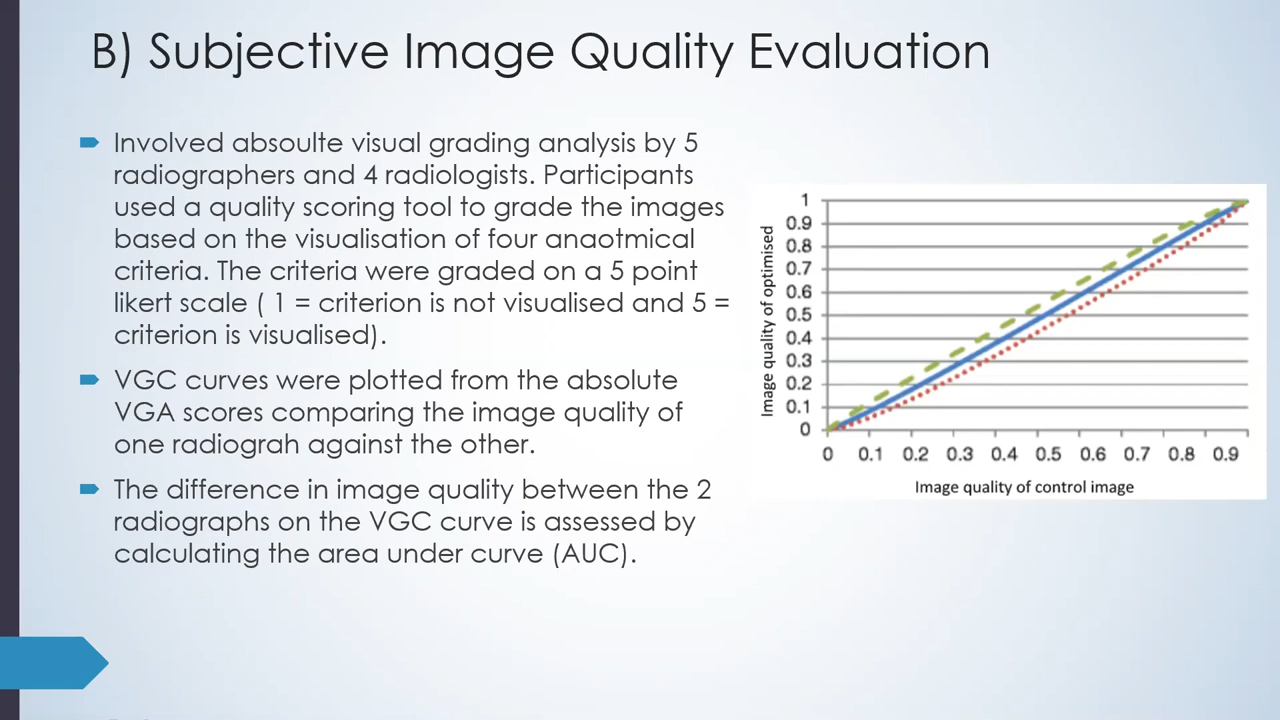 B) Subjective Image Quality Evaluation
Involved absoulte visual grading analysis by 5
radiographers and 4 radiologists. Participants
used a quality scoring tool to grade the images
based on the visualisation of four anaotmical
criteria. The criteria were graded on a 5 point
likert scale ( 1 = criterion is not visualised and 5 =
criterion is visualised).
VGC curves were plotted from the absolute
VGA scores comparing the image quality of
one radiograh against the other.
The difference in image quality between the 2
radiographs on the VGC curve is assessed by
calculating the area under curve (AUC).
Image quality of optimised
1
0.9
0.8
0.7
0.6
0.5
0.4
0.3
0.2
0.1
0
0 0.1 0.2 0.3 0.4 0.5 0.6 0.7 0.8 0.9
Image quality of control image